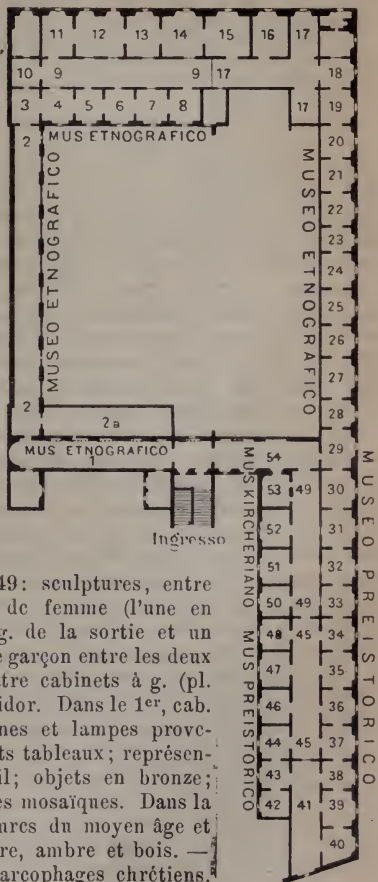 11 12 13 14 15 16 17
10 9 9 17 18
3 4 5 6 7 8 17 19
2 MUS ETNOGRAFICO 20
MUSEO ETNOGRAFICO
MUSEO ETNOGRAFICO
21
22
23
24
25
26
27
2 28
2a
MUS ETNOGRAFICO 29
1
54
Ingresso
MUS KIRCHERIANO
MUS PREISTORICO
MUSEO PREISTORICO
53 49 30
52 31
51 32
50 49 33
48 45 34
47 35
46 36
44 45 37
43 38
42 41 39
40
49: sculptures, entre
de femme (l'une en
g. de la sortie et un
e garçon entre les deux
tre cabinets à g. (pl.
idor. Dans le 1er, cab.
nes et lampes prove-
ts tableaux; représen-
il; objets en bronze;
es mosaïques. Dans la
urcs du moyen âge et
re, ambre et bois. —
arcophages chrétiens.